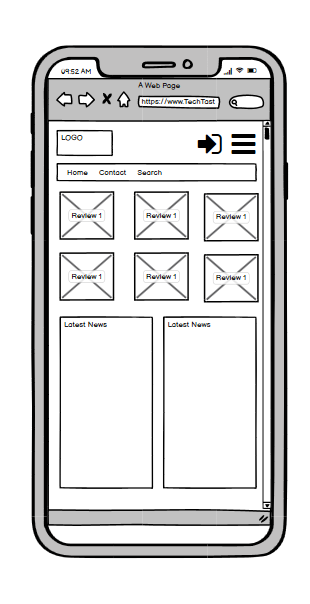 09:52 AM
A Web Page
https://www.TechTast
LOGO
Home Contact Search
Review 1 Review 1 Review 1
Review 1 Review 1 Review 1
Latest News Latest News